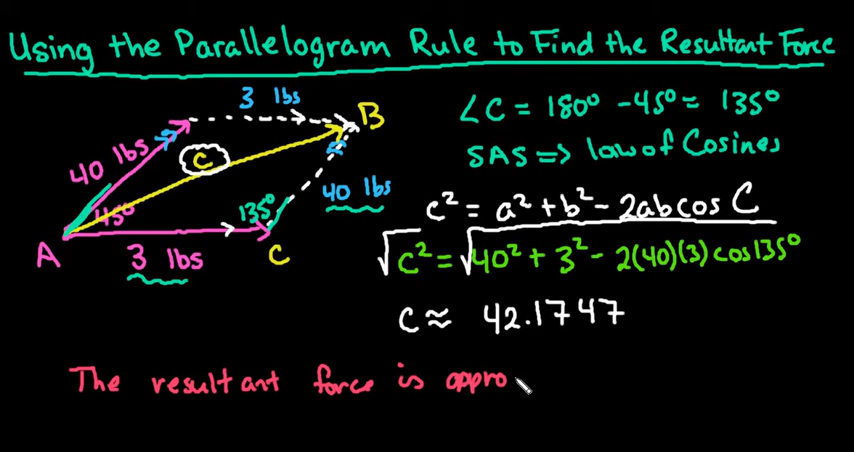 Using the Parallelogram Rule to Find the Resultant Force
3 lbs
B
40 lbs
c
45°
135°
40 lbs
A
3 lbs
C
∠C = 180° - 45° = 135°
SAS => law of Cosines
c² = a² + b² - 2ab cos C
√c² = √40² + 3² - 2(40)(3) cos 135°
c ≈ 42.1747
The resultant force is appro